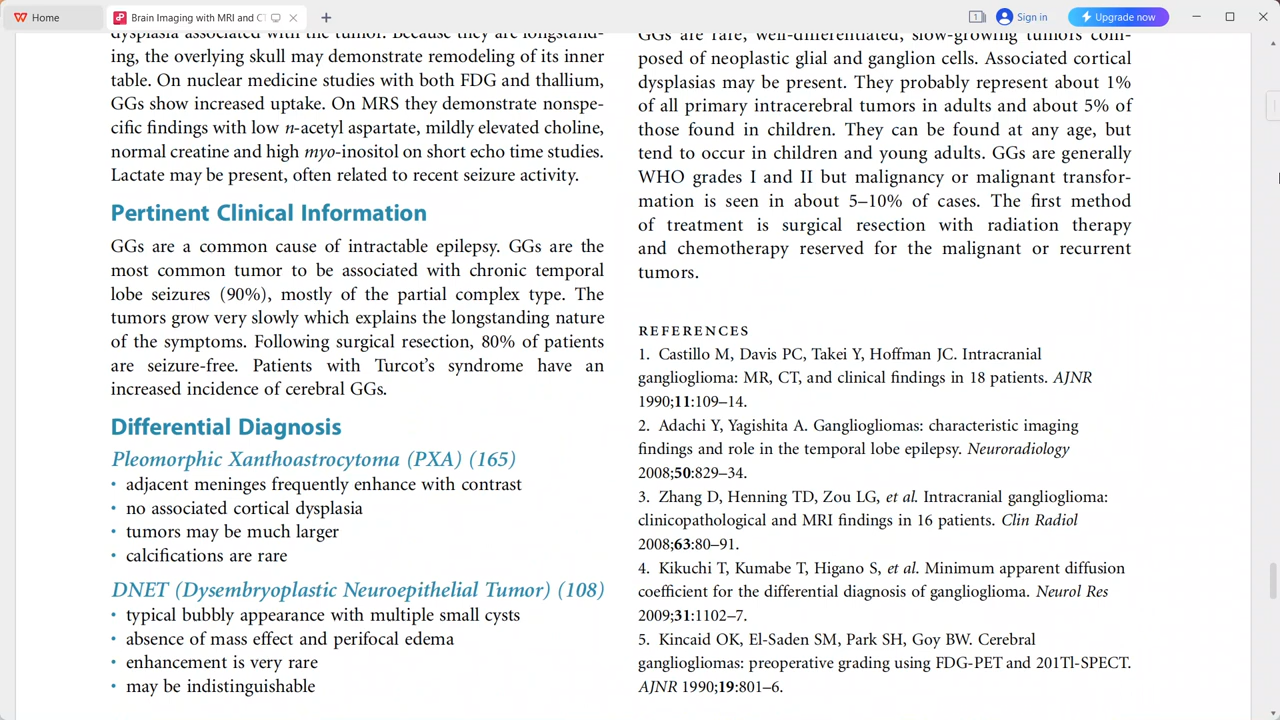 Home
Brain Imaging with MRI and C
Sign in
Upgrade now
dysplasia associated with the tumor. Because they are longstand-
ing, the overlying skull may demonstrate remodeling of its inner
table. On nuclear medicine studies with both FDG and thallium,
GGs show increased uptake. On MRS they demonstrate nonspe-
cific findings with low n-acetyl aspartate, mildly elevated choline,
normal creatine and high myo-inositol on short echo time studies.
Lactate may be present, often related to recent seizure activity.
Pertinent Clinical Information
GGs are a common cause of intractable epilepsy. GGs are the
most common tumor to be associated with chronic temporal
lobe seizures (90%), mostly of the partial complex type. The
tumors grow very slowly which explains the longstanding nature
of the symptoms. Following surgical resection, 80% of patients
are seizure-free. Patients with Turcot’s syndrome have an
increased incidence of cerebral GGs.
Differential Diagnosis
Pleomorphic Xanthoastrocytoma (PXA) (165)
• adjacent meninges frequently enhance with contrast
• no associated cortical dysplasia
• tumors may be much larger
• calcifications are rare
DNET (Dysembryoplastic Neuroepithelial Tumor) (108)
• typical bubbly appearance with multiple small cysts
• absence of mass effect and perifocal edema
• enhancement is very rare
• may be indistinguishable
GGs are rare, well-differentiated, slow-growing tumors com-
posed of neoplastic glial and ganglion cells. Associated cortical
dysplasias may be present. They probably represent about 1%
of all primary intracerebral tumors in adults and about 5% of
those found in children. They can be found at any age, but
tend to occur in children and young adults. GGs are generally
WHO grades I and II but malignancy or malignant transfor-
mation is seen in about 5–10% of cases. The first method
of treatment is surgical resection with radiation therapy
and chemotherapy reserved for the malignant or recurrent
tumors.
REFERENCES
1. Castillo M, Davis PC, Takei Y, Hoffman JC. Intracranial
ganglioglioma: MR, CT, and clinical findings in 18 patients. AJNR
1990;11:109–14.
2. Adachi Y, Yagishita A. Gangliogliomas: characteristic imaging
findings and role in the temporal lobe epilepsy. Neuroradiology
2008;50:829–34.
3. Zhang D, Henning TD, Zou LG, et al. Intracranial ganglioglioma:
clinicopathological and MRI findings in 16 patients. Clin Radiol
2008;63:80–91.
4. Kikuchi T, Kumabe T, Higano S, et al. Minimum apparent diffusion
coefficient for the differential diagnosis of ganglioglioma. Neurol Res
2009;31:1102–7.
5. Kincaid OK, El-Saden SM, Park SH, Goy BW. Cerebral
gangliogliomas: preoperative grading using FDG-PET and 201Tl-SPECT.
AJNR 1990;19:801–6.